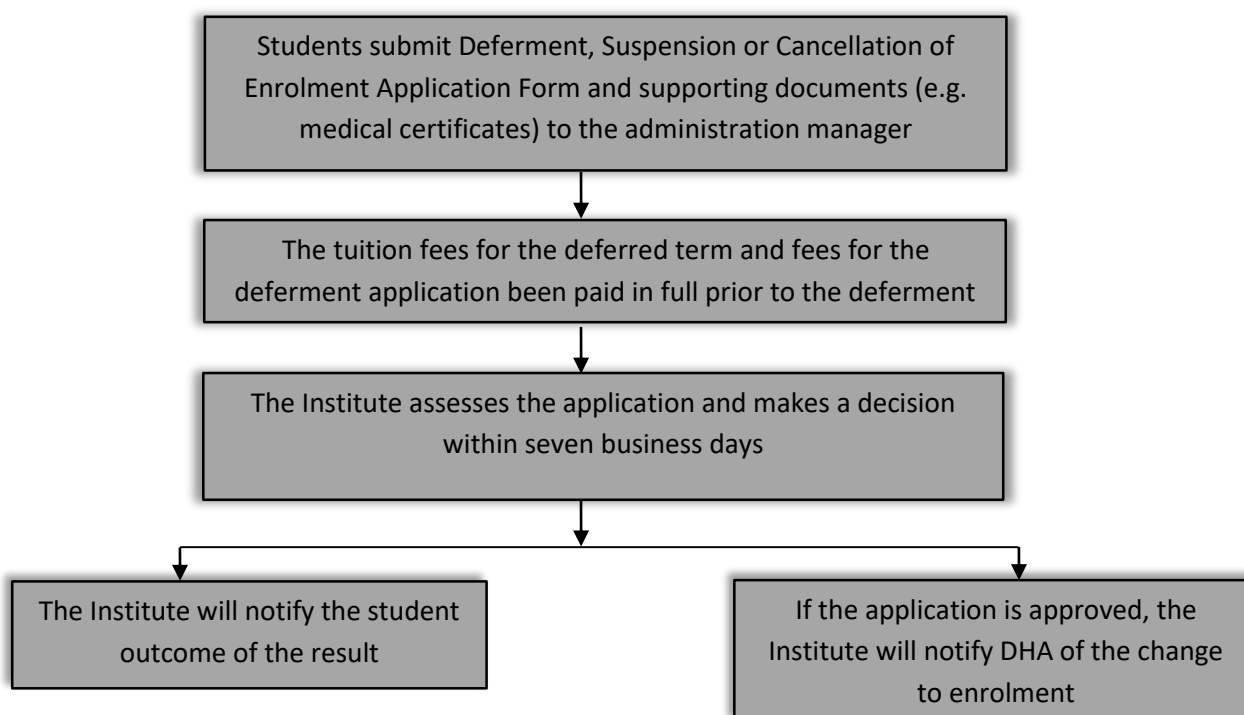 Students submit Deferment, Suspension or Cancellation of
Enrolment Application Form and supporting documents (e.g.
medical certificates) to the administration manager
The tuition fees for the deferred term and fees for the
deferment application been paid in full prior to the deferment
The Institute assesses the application and makes a decision
within seven business days
The Institute will notify the student
outcome of the result
If the application is approved, the
Institute will notify DHA of the change
to enrolment